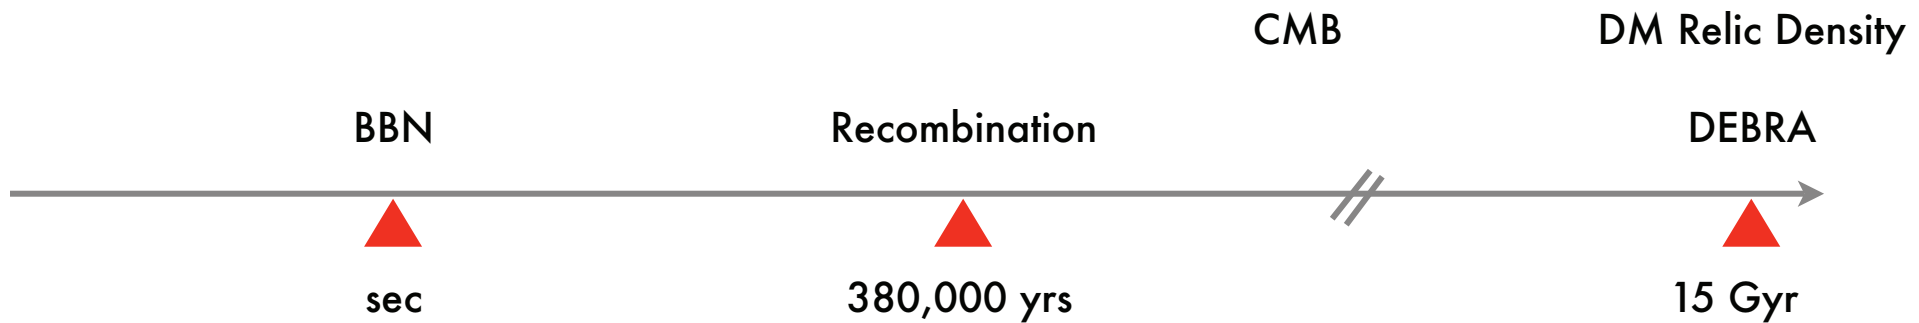 CMB
DM Relic Density
BBN
Recombination
DEBRA
sec
380,000 yrs
15 Gyr